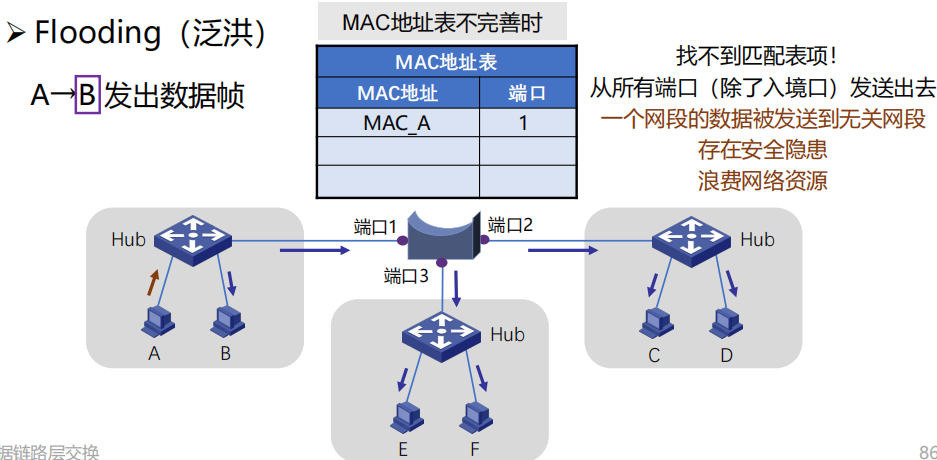 ➢ Flooding（泛洪）
A→B发出数据帧
MAC地址表不完善时
MAC地址表
MAC地址 端口
MAC_A 1
找不到匹配表项！
从所有端口（除了入境口）发送出去
一个网段的数据被发送到无关网段
存在安全隐患
浪费网络资源
Hub 端口1 端口2 Hub
端口3
A B
Hub
C D
E F
据链路层交换 86